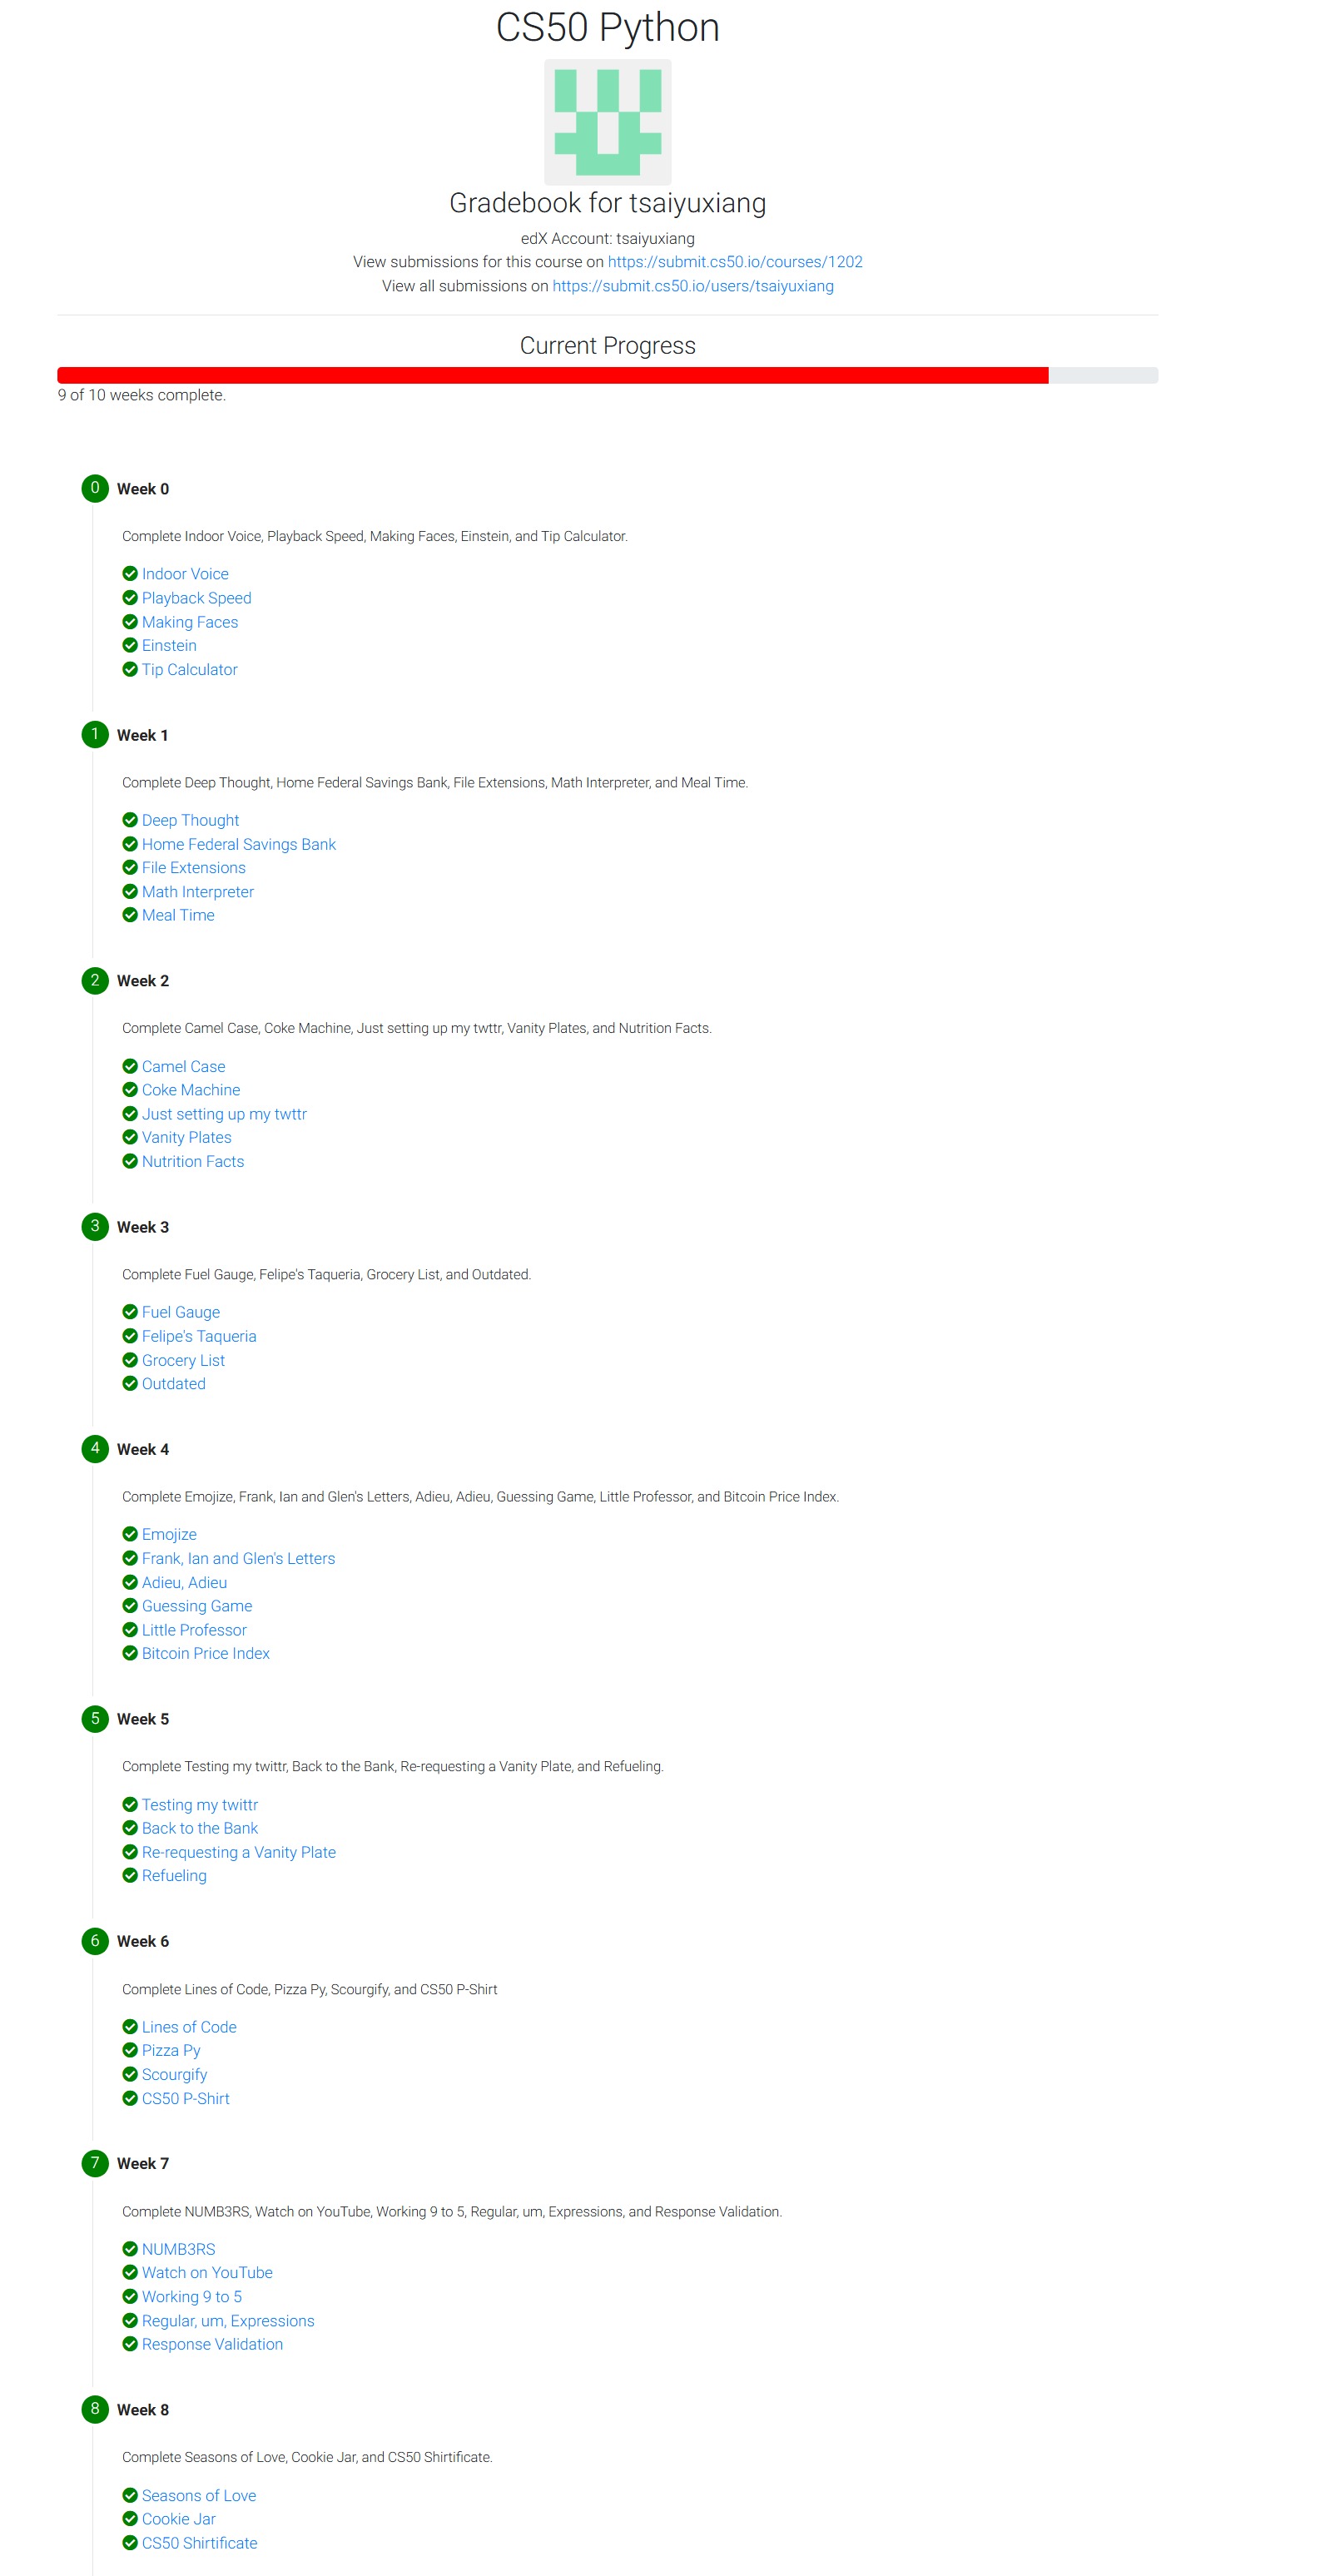 CS50 Python
Gradebook for tsaiyuxiang
edX Account: tsaiyuxiang
View submissions for this course on https://submit.cs50.io/courses/1202
View all submissions on https://submit.cs50.io/users/tsaiyuxiang
Current Progress
9 of 10 weeks complete.
0 Week 0
Complete Indoor Voice, Playback Speed, Making Faces, Einstein, and Tip Calculator.
Indoor Voice
Playback Speed
Making Faces
Einstein
Tip Calculator
1 Week 1
Complete Deep Thought, Home Federal Savings Bank, File Extensions, Math Interpreter, and Meal Time.
Deep Thought
Home Federal Savings Bank
File Extensions
Math Interpreter
Meal Time
2 Week 2
Complete Camel Case, Coke Machine, Just setting up my twttr, Vanity Plates, and Nutrition Facts.
Camel Case
Coke Machine
Just setting up my twttr
Vanity Plates
Nutrition Facts
3 Week 3
Complete Fuel Gauge, Felipe's Taqueria, Grocery List, and Outdated.
Fuel Gauge
Felipe's Taqueria
Grocery List
Outdated
4 Week 4
Complete Emojize, Frank, Ian and Glen's Letters, Adieu, Adieu, Guessing Game, Little Professor, and Bitcoin Price Index.
Emojize
Frank, Ian and Glen's Letters
Adieu, Adieu
Guessing Game
Little Professor
Bitcoin Price Index
5 Week 5
Complete Testing my twittr, Back to the Bank, Re-requesting a Vanity Plate, and Refueling.
Testing my twittr
Back to the Bank
Re-requesting a Vanity Plate
Refueling
6 Week 6
Complete Lines of Code, Pizza Py, Scourgify, and CS50 P-Shirt
Lines of Code
Pizza Py
Scourgify
CS50 P-Shirt
7 Week 7
Complete NUMB3RS, Watch on YouTube, Working 9 to 5, Regular, um, Expressions, and Response Validation.
NUMB3RS
Watch on YouTube
Working 9 to 5
Regular, um, Expressions
Response Validation
8 Week 8
Complete Seasons of Love, Cookie Jar, and CS50 Shirtificate.
Seasons of Love
Cookie Jar
CS50 Shirtificate